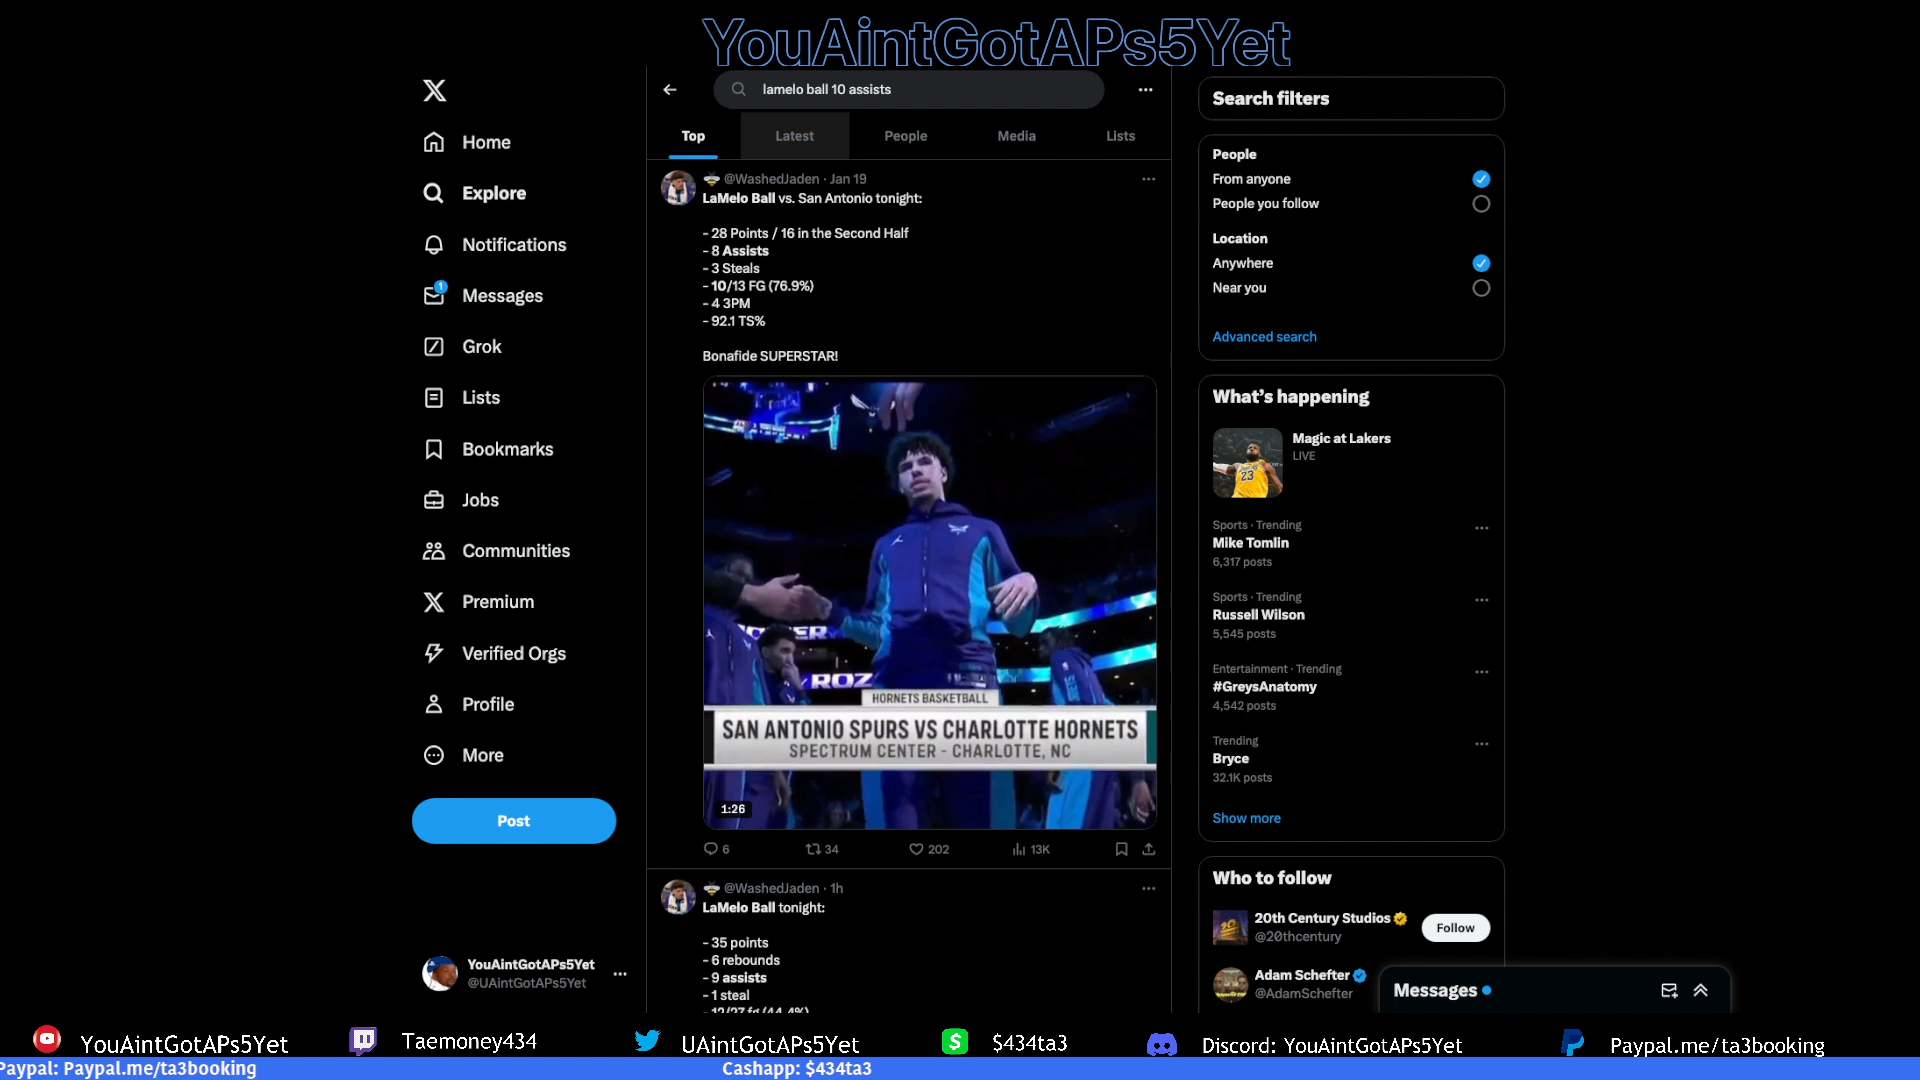 YouAintGotAPs5Yet
Home
Explore
Notifications
1
Messages
Grok
Lists
Bookmarks
Jobs
Communities
Premium
Verified Orgs
Profile
More
Post
YouAintGotAPs5Yet
@UAintGotAPs5Yet
lamelo ball 10 assists
Top
Latest
People
Media
Lists
@WashedJaden · Jan 19
LaMelo Ball vs. San Antonio tonight:
- 28 Points / 16 in the Second Half
- 8 Assists
- 3 Steals
- 10/13 FG (76.9%)
- 4 3PM
- 92.1 TS%
Bonafide SUPERSTAR!
ROZ
HORNETS BASKETBALL
SAN ANTONIO SPURS VS CHARLOTTE HORNETS
SPECTRUM CENTER - CHARLOTTE, NC
1:26
6
34
202
13K
@WashedJaden · 1h
LaMelo Ball tonight:
- 35 points
- 6 rebounds
- 9 assists
- 1 steal
- 12/27 fg (44.4%)
Search filters
People
From anyone
People you follow
Location
Anywhere
Near you
Advanced search
What's happening
23
Magic at Lakers
LIVE
Sports · Trending
Mike Tomlin
6,317 posts
Sports · Trending
Russell Wilson
5,545 posts
Entertainment · Trending
#GreysAnatomy
4,542 posts
Trending
Bryce
32.1K posts
Show more
Who to follow
20th Century Studios
@20thcentury
Follow
Adam Schefter
@AdamSchefter
Messages
YouAintGotAPs5Yet
Taemoney434
UAintGotAPs5Yet
$434ta3
Discord: YouAintGotAPs5Yet
Paypal.me/ta3booking
Paypal: Paypal.me/ta3booking
Cashapp: $434ta3